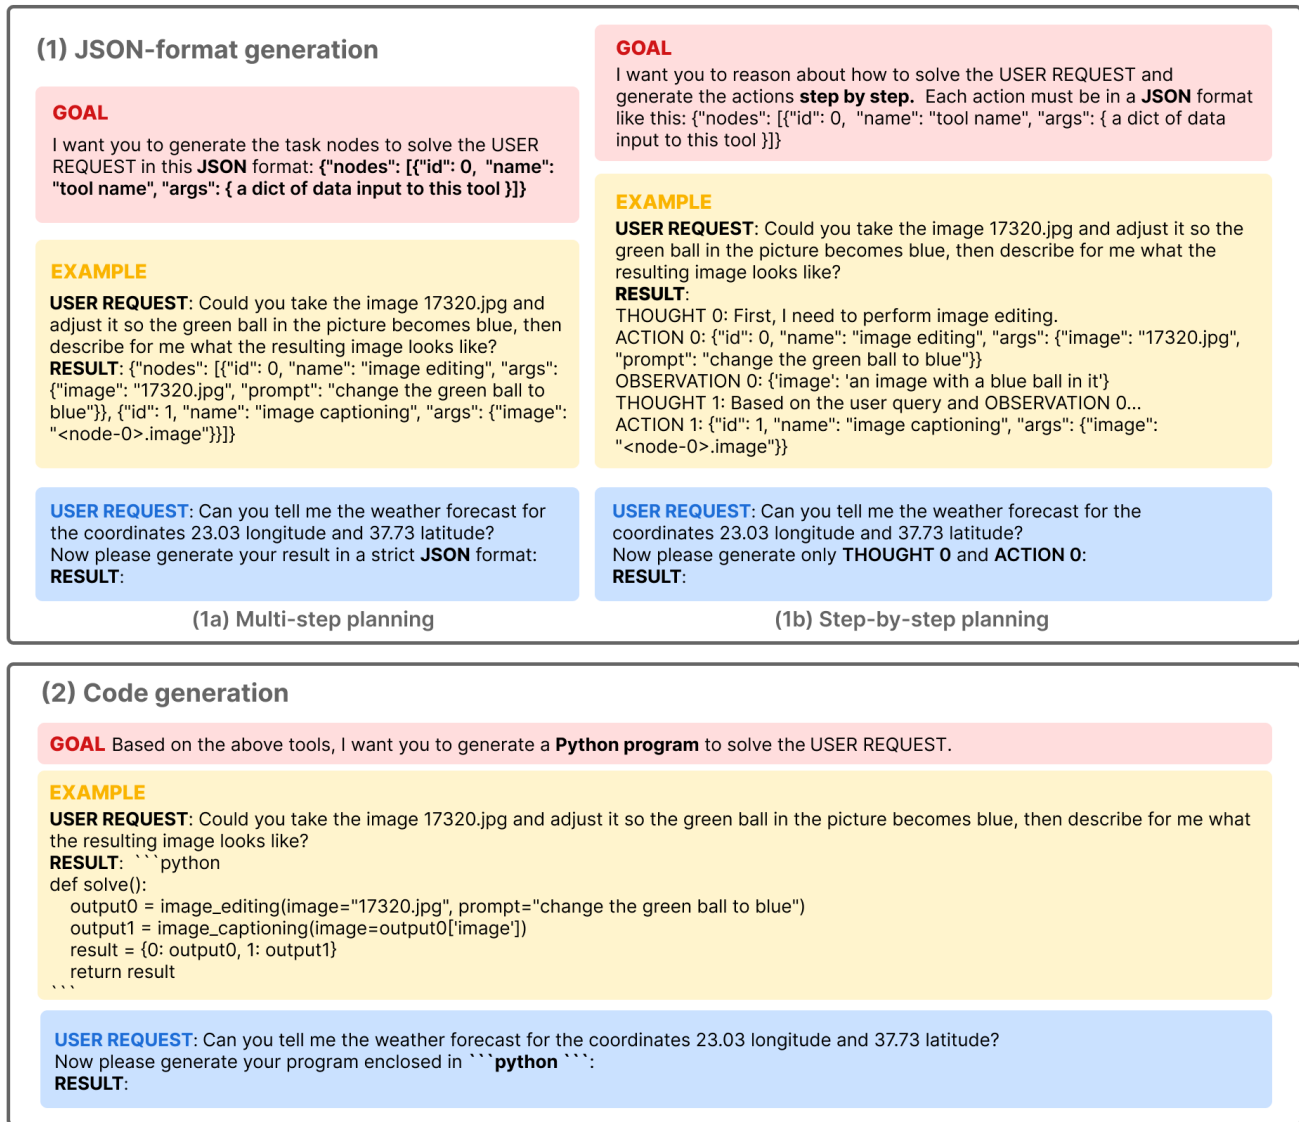 (1) JSON-format generation
GOAL
I want you to generate the task nodes to solve the USER
REQUEST in this JSON format: {"nodes": [{"id": 0,  "name":
"tool name", "args": { a dict of data input to this tool }]}
EXAMPLE
USER REQUEST: Could you take the image 17320.jpg and
adjust it so the green ball in the picture becomes blue, then
describe for me what the resulting image looks like?
RESULT: {"nodes": [{"id": 0, "name": "image editing", "args":
{"image": "17320.jpg", "prompt": "change the green ball to
blue"}}, {"id": 1, "name": "image captioning", "args": {"image":
"<node-0>.image"}}]}
USER REQUEST: Can you tell me the weather forecast for
the coordinates 23.03 longitude and 37.73 latitude?
Now please generate your result in a strict JSON format:
RESULT:
(1a) Multi-step planning
GOAL
I want you to reason about how to solve the USER REQUEST and
generate the actions step by step.  Each action must be in a JSON format
like this: {"nodes": [{"id": 0,  "name": "tool name", "args": { a dict of data
input to this tool }]}
EXAMPLE
USER REQUEST: Could you take the image 17320.jpg and adjust it so the
green ball in the picture becomes blue, then describe for me what the
resulting image looks like?
RESULT:
THOUGHT 0: First, I need to perform image editing.
ACTION 0: {"id": 0, "name": "image editing", "args": {"image": "17320.jpg",
"prompt": "change the green ball to blue"}}
OBSERVATION 0: {'image': 'an image with a blue ball in it'}
THOUGHT 1: Based on the user query and OBSERVATION 0...
ACTION 1: {"id": 1, "name": "image captioning", "args": {"image":
"<node-0>.image"}}
USER REQUEST: Can you tell me the weather forecast for the
coordinates 23.03 longitude and 37.73 latitude?
Now please generate only THOUGHT 0 and ACTION 0:
RESULT:
(1b) Step-by-step planning
(2) Code generation
GOAL Based on the above tools, I want you to generate a Python program to solve the USER REQUEST.
EXAMPLE
USER REQUEST: Could you take the image 17320.jpg and adjust it so the green ball in the picture becomes blue, then describe for me what
the resulting image looks like?
RESULT:  ```python
def solve():
    output0 = image_editing(image="17320.jpg", prompt="change the green ball to blue")
    output1 = image_captioning(image=output0['image'])
    result = {0: output0, 1: output1}
    return result
```
USER REQUEST: Can you tell me the weather forecast for the coordinates 23.03 longitude and 37.73 latitude?
Now please generate your program enclosed in ```python ```:
RESULT: